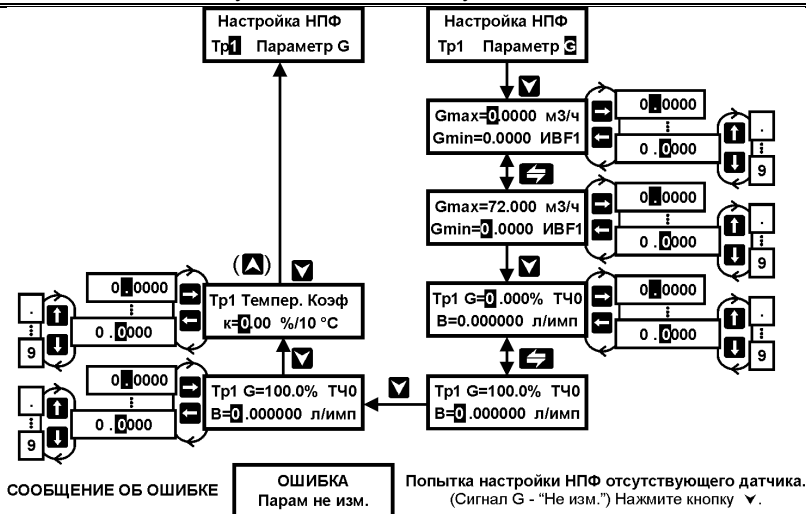 Настройка НПФ
Тр1 Параметр G
Настройка НПФ
Тр1 Параметр G
Gmax=0.0000 м3/ч
Gmin=0.0000 ИВF1
0.0000
0.0000
.
9
Gmax=72.000 м3/ч
Gmin=0.0000 ИВF1
0.0000
0.0000
.
9
Тр1 G=0.000% ТЧ0
В=0.000000 л/имп
0.0000
0.0000
.
9
Тр1 G=100.0% ТЧ0
В=0.000000 л/имп
Тр1 G=100.0% ТЧ0
В=0.000000 л/имп
0.0000
0.0000
.
9
( )
Тр1 Темпер. Коэф
к=0.00 %/10 °С
0.0000
0.0000
.
9
СООБЩЕНИЕ ОБ ОШИБКЕ
ОШИБКА
Парам не изм.
Попытка настройки НПФ отсутствующего датчика.
(Сигнал G - “Не изм.”) Нажмите кнопку ⮟.